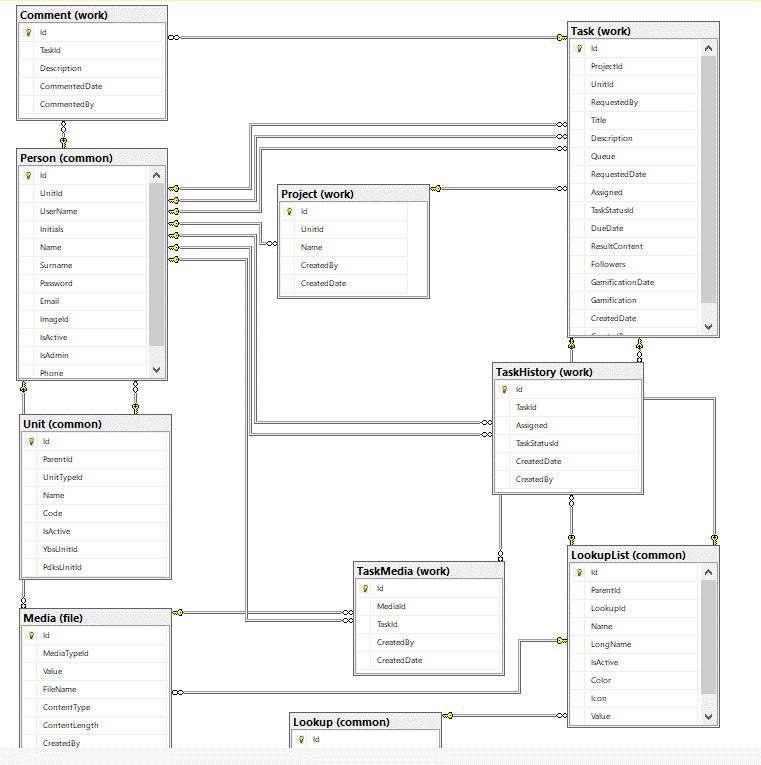 Comment (work)
Id
TaskId
Description
CommentedDate
CommentedBy
Task (work)
Id
ProjectId
UnitId
RequestedBy
Title
Description
Queue
RequestedDate
Assigned
TaskStatusId
DueDate
ResultContent
Followers
GamificationDate
Gamification
CreatedDate
Person (common)
Id
UnitId
UserName
Initials
Name
Surname
Password
Email
ImageId
IsActive
IsAdmin
Phone
Project (work)
Id
UnitId
Name
CreatedBy
CreatedDate
TaskHistory (work)
Id
TaskId
Assigned
TaskStatusId
CreatedDate
CreatedBy
Unit (common)
Id
ParentId
UnitTypeId
Name
Code
IsActive
YbsUnitId
PdksUnitId
LookupList (common)
Id
ParentId
LookupId
Name
LongName
IsActive
Color
Icon
Value
TaskMedia (work)
Id
MediaId
TaskId
CreatedBy
CreatedDate
Media (file)
Id
MediaTypeId
Value
FileName
ContentType
ContentLength
CreatedBy
Lookup (common)
Id